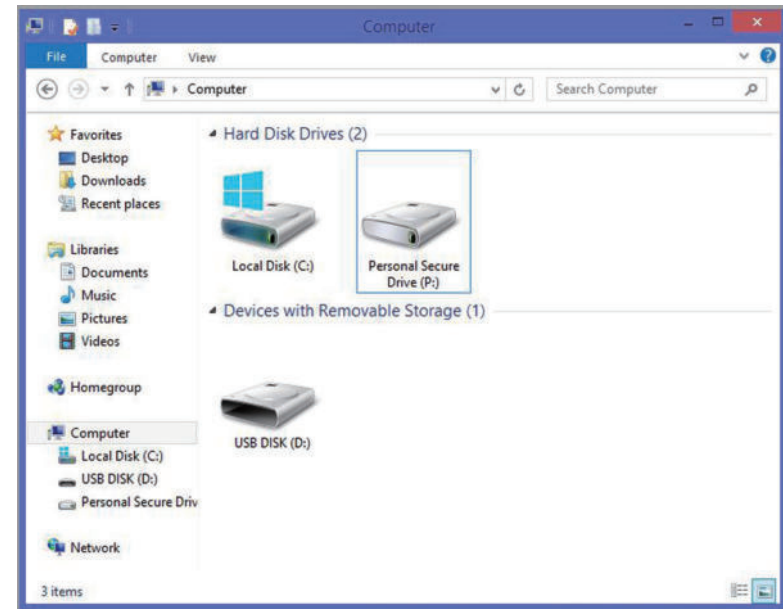 Computer
File Computer View
Computer
Search Computer
Favorites
Desktop
Downloads
Recent places
Libraries
Documents
Music
Pictures
Videos
Homegroup
Computer
Local Disk (C:)
USB DISK (D:)
Personal Secure Driv
Network
Hard Disk Drives (2)
Local Disk (C:)
Personal Secure
Drive (P:)
Devices with Removable Storage (1)
USB DISK (D:)
3 items